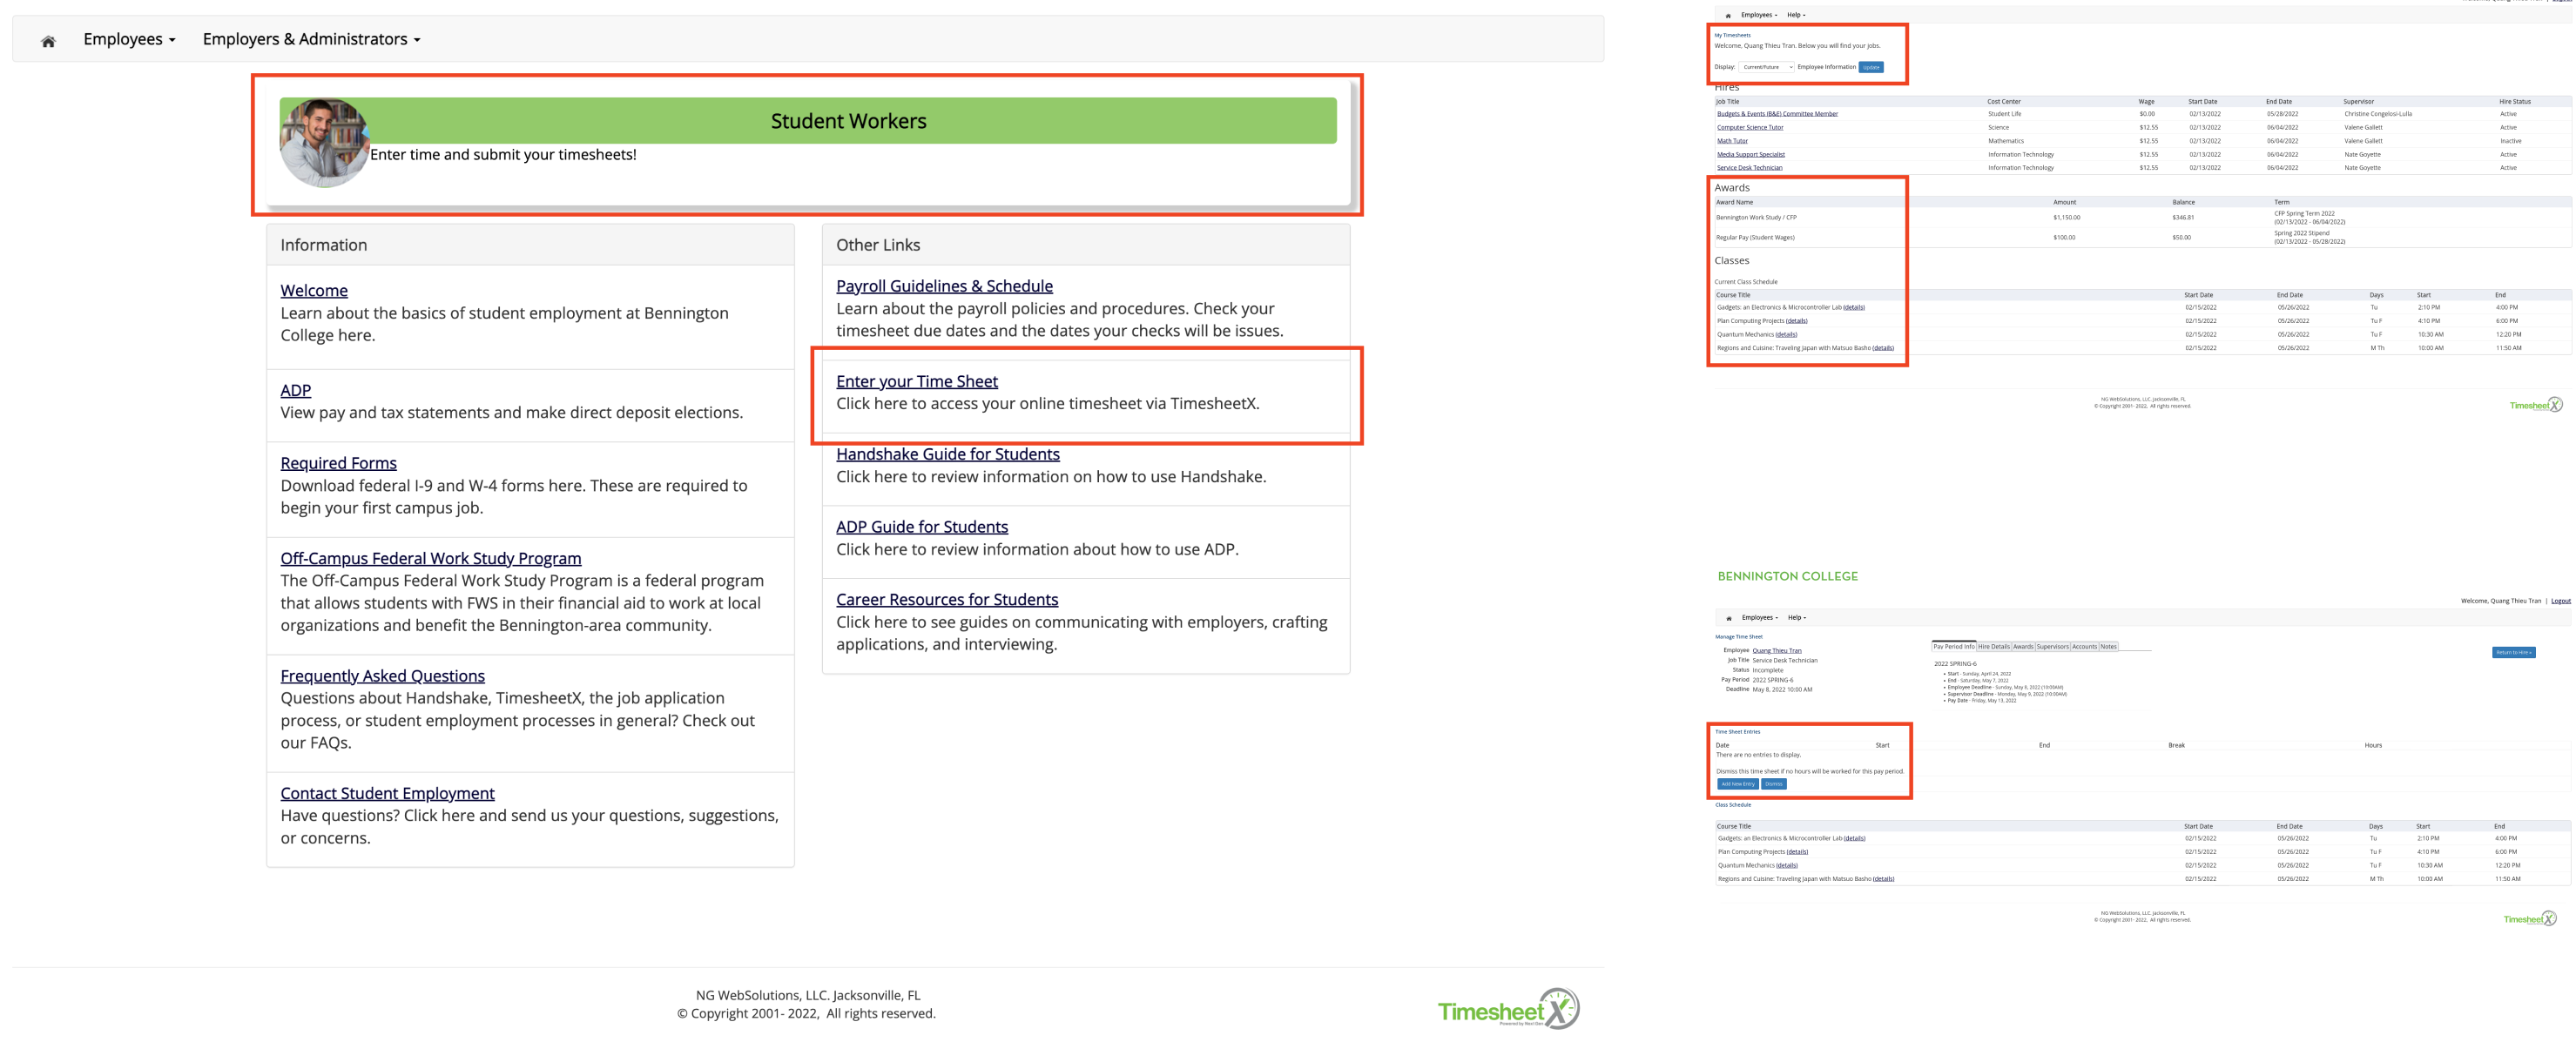 Employees
Employers & Administrators
Student Workers
Enter time and submit your timesheets!
Information
Welcome
Learn about the basics of student employment at Bennington
College here.
ADP
View pay and tax statements and make direct deposit elections.
Required Forms
Download federal I-9 and W-4 forms here. These are required to
begin your first campus job.
Off-Campus Federal Work Study Program
The Off-Campus Federal Work Study Program is a federal program
that allows students with FWS in their financial aid to work at local
organizations and benefit the Bennington-area community.
Frequently Asked Questions
Questions about Handshake, TimesheetX, the job application
process, or student employment processes in general? Check out
our FAQs.
Contact Student Employment
Have questions? Click here and send us your questions, suggestions,
or concerns.
Other Links
Payroll Guidelines & Schedule
Learn about the payroll policies and procedures. Check your
timesheet due dates and the dates your checks will be issues.
Enter your Time Sheet
Click here to access your online timesheet via TimesheetX.
Handshake Guide for Students
Click here to review information on how to use Handshake.
ADP Guide for Students
Click here to review information about how to use ADP.
Career Resources for Students
Click here to see guides on communicating with employers, crafting
applications, and interviewing.
NG WebSolutions, LLC. Jacksonville, FL
© Copyright 2001- 2022, All rights reserved.
TimesheetX
Employees Help
My Timesheets
Welcome, Quang Thieu Tran. Below you will find your jobs.
Display: Current/Future Employee Information Update
Hires
Job Title Cost Center Wage Start Date End Date Supervisor Hire Status
Budgets & Events (B&E) Committee Member Student Life $0.00 02/13/2022 05/28/2022 Christine Congelosi-Lulla Active
Computer Science Tutor Science $12.55 02/13/2022 06/04/2022 Valene Gallett Active
Math Tutor Mathematics $12.55 02/13/2022 06/04/2022 Valene Gallett Inactive
Media Support Specialist Information Technology $12.55 02/13/2022 06/04/2022 Nate Goyette Active
Service Desk Technician Information Technology $12.55 02/13/2022 06/04/2022 Nate Goyette Active
Awards
Award Name Amount Balance Term
Bennington Work Study / CFP $1,150.00 $346.81 CFP Spring Term 2022
(02/13/2022 - 06/04/2022)
Regular Pay (Student Wages) $100.00 $50.00 Spring 2022 Stipend
(02/13/2022 - 05/28/2022)
Classes
Current Class Schedule
Course Title Start Date End Date Days Start End
Gadgets: an Electronics & Microcontroller Lab (details) 02/15/2022 05/26/2022 Tu 2:10 PM 4:00 PM
Plan Computing Projects (details) 02/15/2022 05/26/2022 Tu F 4:10 PM 6:00 PM
Quantum Mechanics (details) 02/15/2022 05/26/2022 Tu F 10:30 AM 12:20 PM
Regions and Cuisine: Traveling Japan with Matsuo Basho (details) 02/15/2022 05/26/2022 M Th 10:00 AM 11:50 AM
NG WebSolutions, LLC. Jacksonville, FL
© Copyright 2001- 2022, All rights reserved.
TimesheetX
BENNINGTON COLLEGE
Welcome, Quang Thieu Tran | Logout
Employees Help
Manage Time Sheet
Employee Quang Thieu Tran
Job Title Service Desk Technician
Status Incomplete
Pay Period 2022 SPRING-6
Deadline May 8, 2022 10:00 AM
Pay Period Info Hire Details Awards Supervisors Accounts Notes
2022 SPRING-6
Start - Sunday, April 24, 2022
End - Saturday, May 7, 2022
Employee Deadline - Sunday, May 8, 2022 (10:00AM)
Supervisor Deadline - Monday, May 9, 2022 (10:00AM)
Pay Date - Friday, May 13, 2022
Return to Hire
Time Sheet Entries
Date Start End Break Hours
There are no entries to display.
Dismiss this time sheet if no hours will be worked for this pay period.
Add New Entry Dismiss
Class Schedule
Course Title Start Date End Date Days Start End
Gadgets: an Electronics & Microcontroller Lab (details) 02/15/2022 05/26/2022 Tu 2:10 PM 4:00 PM
Plan Computing Projects (details) 02/15/2022 05/26/2022 Tu F 4:10 PM 6:00 PM
Quantum Mechanics (details) 02/15/2022 05/26/2022 Tu F 10:30 AM 12:20 PM
Regions and Cuisine: Traveling Japan with Matsuo Basho (details) 02/15/2022 05/26/2022 M Th 10:00 AM 11:50 AM
NG WebSolutions, LLC. Jacksonville, FL
© Copyright 2001- 2022, All rights reserved.
TimesheetX